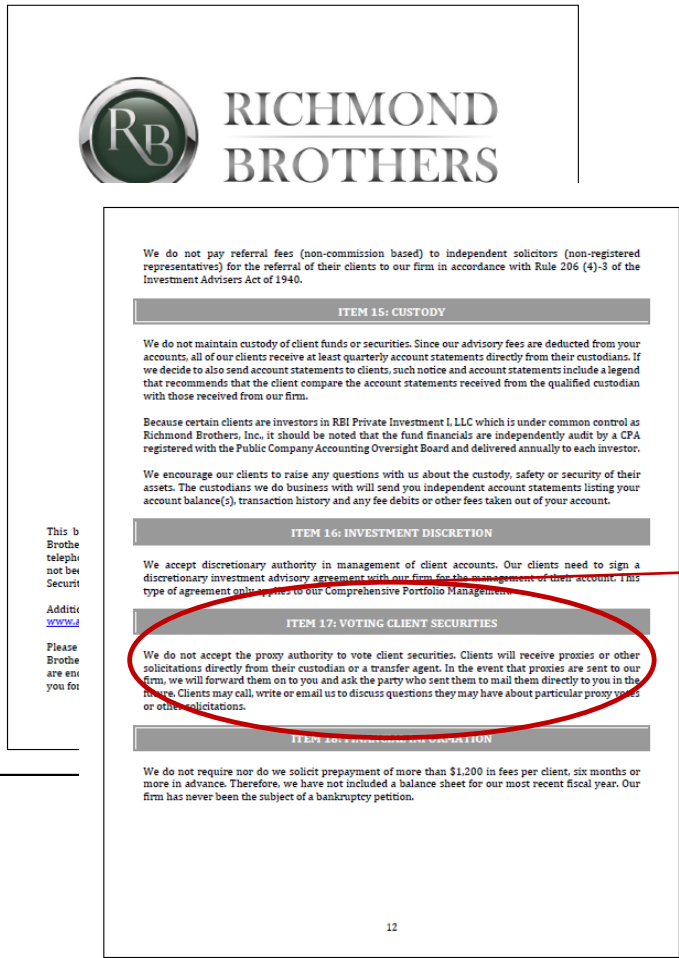 RB
RICHMOND
BROTHERS
We do not pay referral fees (non-commission based) to independent solicitors (non-registered
representatives) for the referral of their clients to our firm in accordance with Rule 206 (4)-3 of the
Investment Advisers Act of 1940.
ITEM 15: CUSTODY
We do not maintain custody of client funds or securities. Since our advisory fees are deducted from your
accounts, all of our clients receive at least quarterly account statements directly from their custodians. If
we decide to also send account statements to clients, such notice and account statements include a legend
that recommends that the client compare the account statements received from the qualified custodian
with those received from our firm.
Because certain clients are investors in RBI Private Investment I, LLC which is under common control as
Richmond Brothers, Inc., it should be noted that the fund financials are independently audit by a CPA
registered with the Public Company Accounting Oversight Board and delivered annually to each investor.
We encourage our clients to raise any questions with us about the custody, safety or security of their
assets. The custodians we do business with will send you independent account statements listing your
account balance(s), transaction history and any fee debits or other fees taken out of your account.
ITEM 16: INVESTMENT DISCRETION
We accept discretionary authority in management of client accounts. Our clients need to sign a
discretionary investment advisory agreement with our firm for the management of their account. This
type of agreement only applies to our Comprehensive Portfolio Management.
ITEM 17: VOTING CLIENT SECURITIES
We do not accept the proxy authority to vote client securities. Clients will receive proxies or other
solicitations directly from their custodian or a transfer agent. In the event that proxies are sent to our
firm, we will forward them on to you and ask the party who sent them to mail them directly to you in the
future. Clients may call, write or email us to discuss questions they may have about particular proxy votes
or other solicitations.
ITEM 18: FINANCIAL INFORMATION
We do not require nor do we solicit prepayment of more than $1,200 in fees per client, six months or
more in advance. Therefore, we have not included a balance sheet for our most recent fiscal year. Our
firm has never been the subject of a bankruptcy petition.
12
This b
Brothe
teleph
not bee
Securit
Additio
www.a
Please
Brothe
are enc
you for